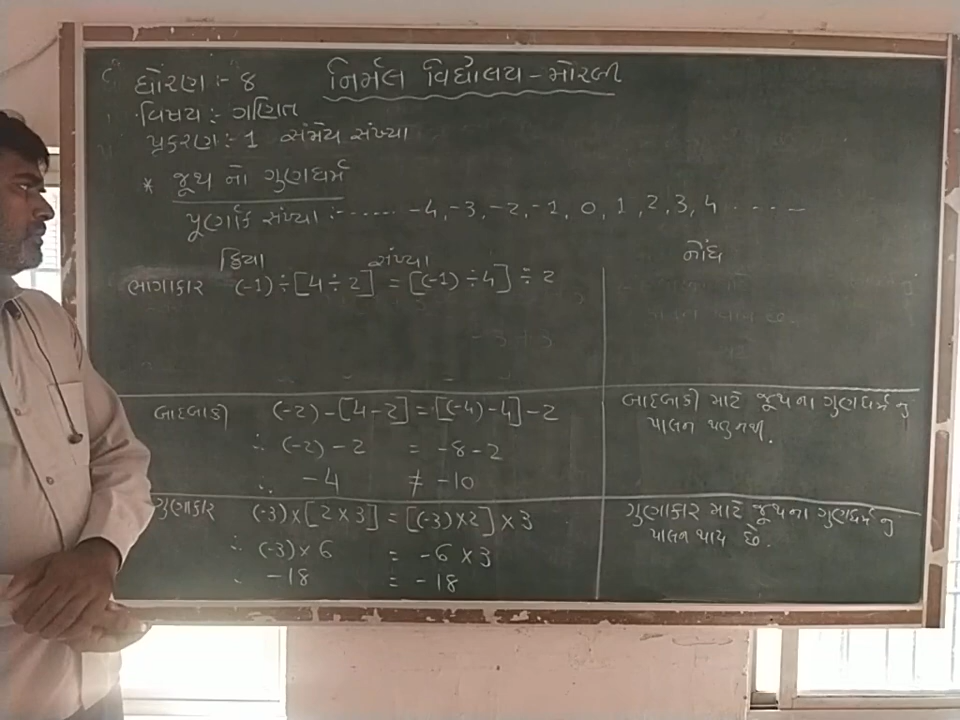 ધોરણ :- ૪ નિર્મલ વિદ્યાલય - મોરબી
વિષય :- ગણિત
પ્રકરણ :- 1 સંમેય સંખ્યા
* જૂથ નો ગુણધર્મ
પૂર્ણાંક સંખ્યા :- ..... -4, -3, -2, -1, 0, 1, 2, 3, 4 .....
ક્રિયા સંખ્યા નોંધ
ભાગાકાર (-1) ÷ [4 ÷ 2] = [(-1) ÷ 4] ÷ 2
બાદબાકી (-2) - [4 - 2] = [(-4) - 4] - 2 બાદબાકી માટે જૂથના ગુણધર્મનું
∴ (-2) - 2 = -8 - 2 પાલન થતુ નથી.
∴ -4 ≠ -10
ગુણાકાર (-3) × [2 × 3] = [(-3) × 2] × 3 ગુણાકાર માટે જૂથના ગુણધર્મનું
∴ (-3) × 6 = -6 × 3 પાલન થાય છે.
∴ -18 = -18